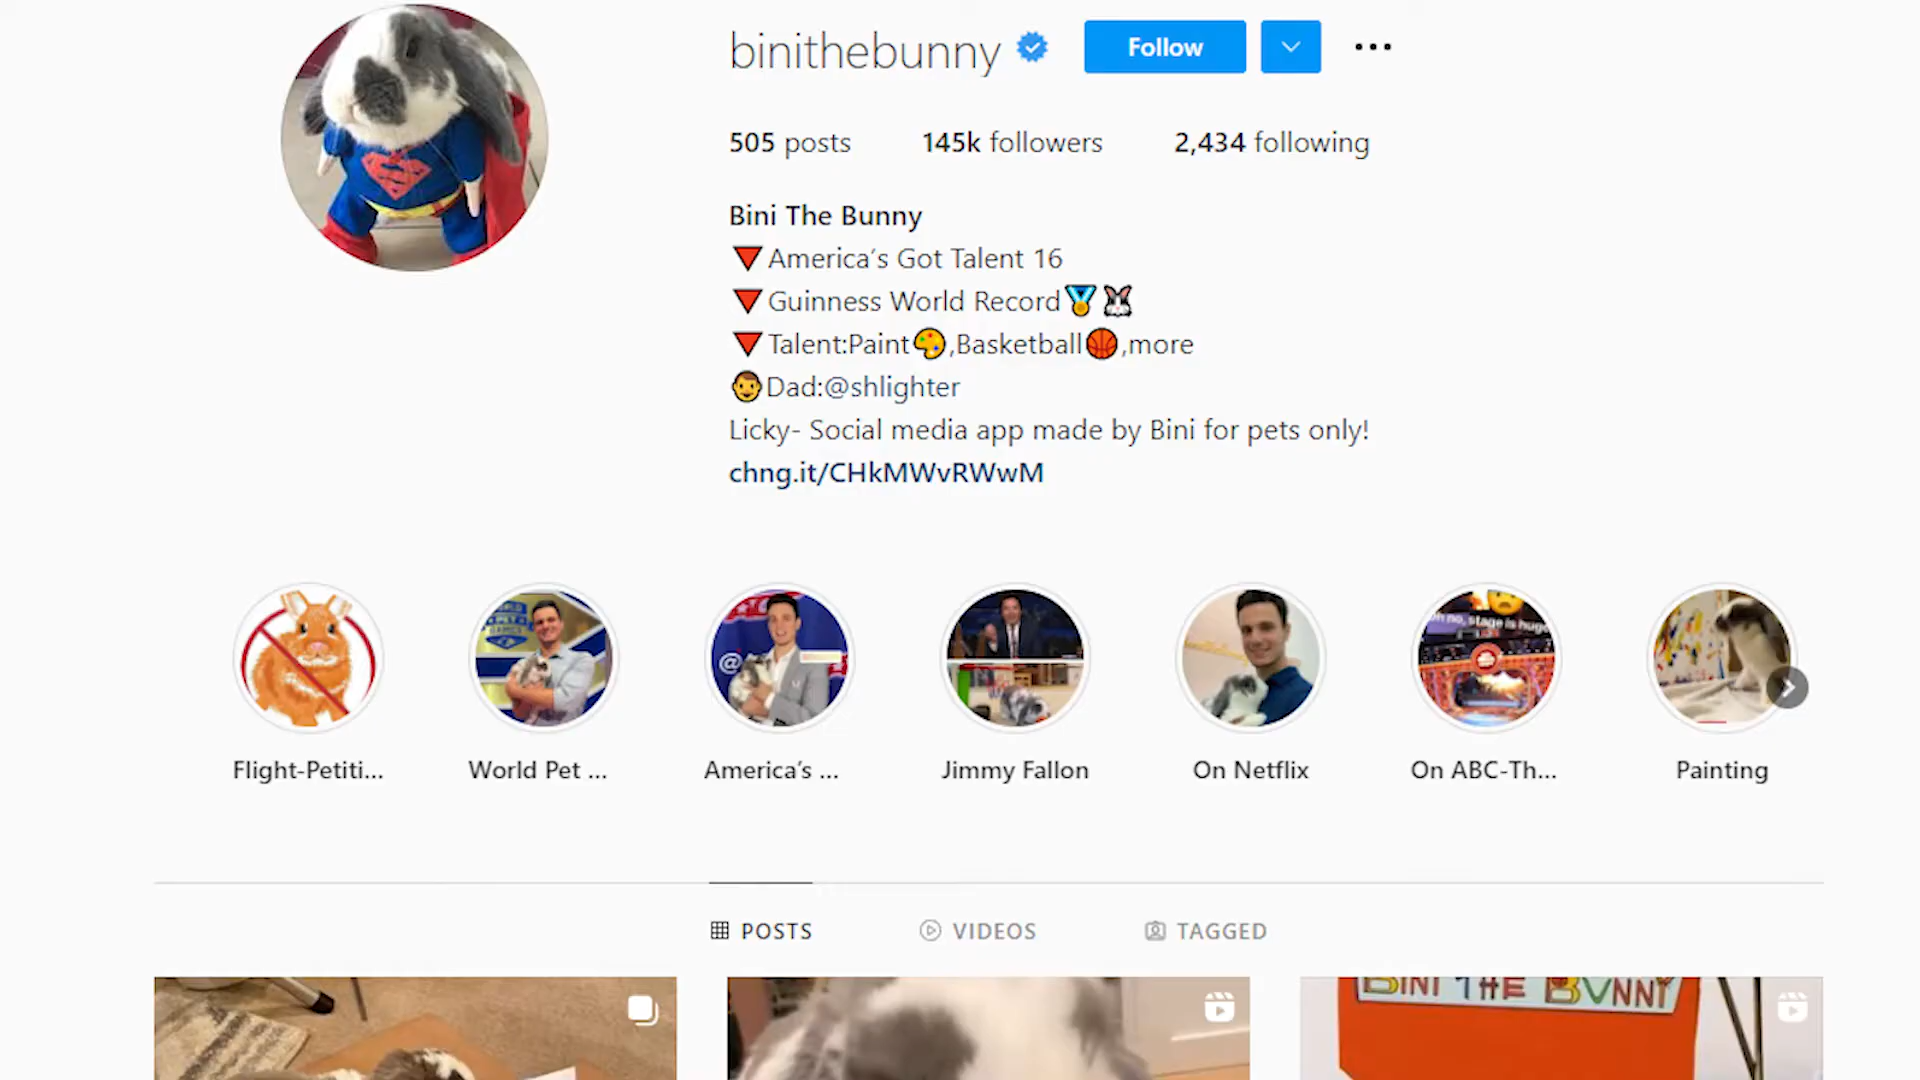 binithebunny
Follow
505 posts
145k followers
2,434 following
Bini The Bunny
🔻America´s Got Talent 16
🔻Guinness World Record🏅🐰
🔻Talent:Paint🎨,Basketball🏀,more
👨Dad:@shlighter
Licky- Social media app made by Bini for pets only!
chng.it/CHkMWvRWwM
Flight-Petiti...
World Pet ...
America’s ...
Jimmy Fallon
On Netflix
On ABC-Th...
Painting
POSTS
VIDEOS
TAGGED
BINI THE BUNNY